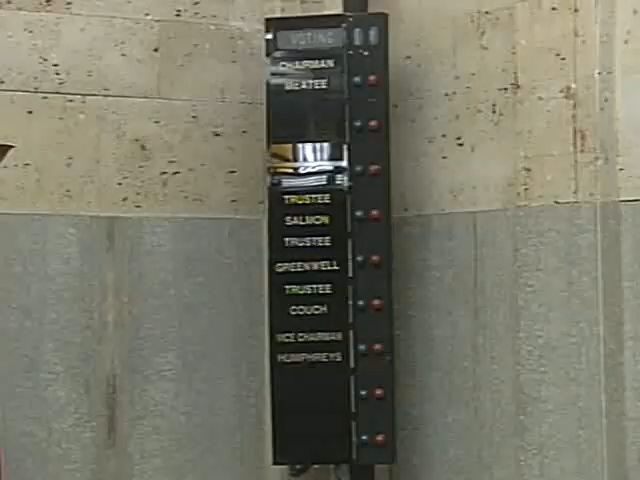 VOTING
CHAIRMAN
MCATEE
TRUSTEE
SALMON
TRUSTEE
GREENWELL
TRUSTEE
COUCH
VICE CHAIRMAN
HUMPHREYS